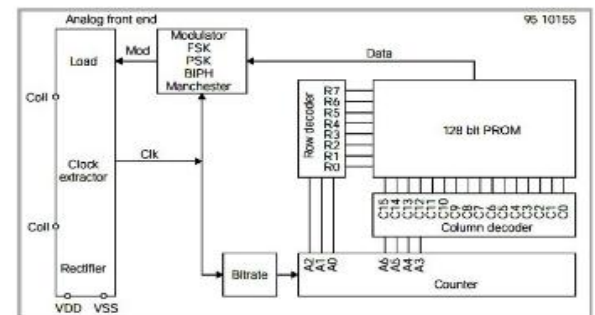 Analog front end
95 10155
Load
Mod
Modulator
FSK
PSK
BIPH
Manchester
Data
Coil
Row decoder
R7
R6
R5
R4
R3
R2
R1
R0
128 bit PROM
Clk
Clock
extractor
C15
C14
C13
C12
C11
C10
C9
C8
C7
C6
C5
C4
C3
C2
C1
C0
Column decoder
Coil
Rectifier
Bitrate
A2
A1
A0
A6
A5
A4
A3
Counter
VDD
VSS